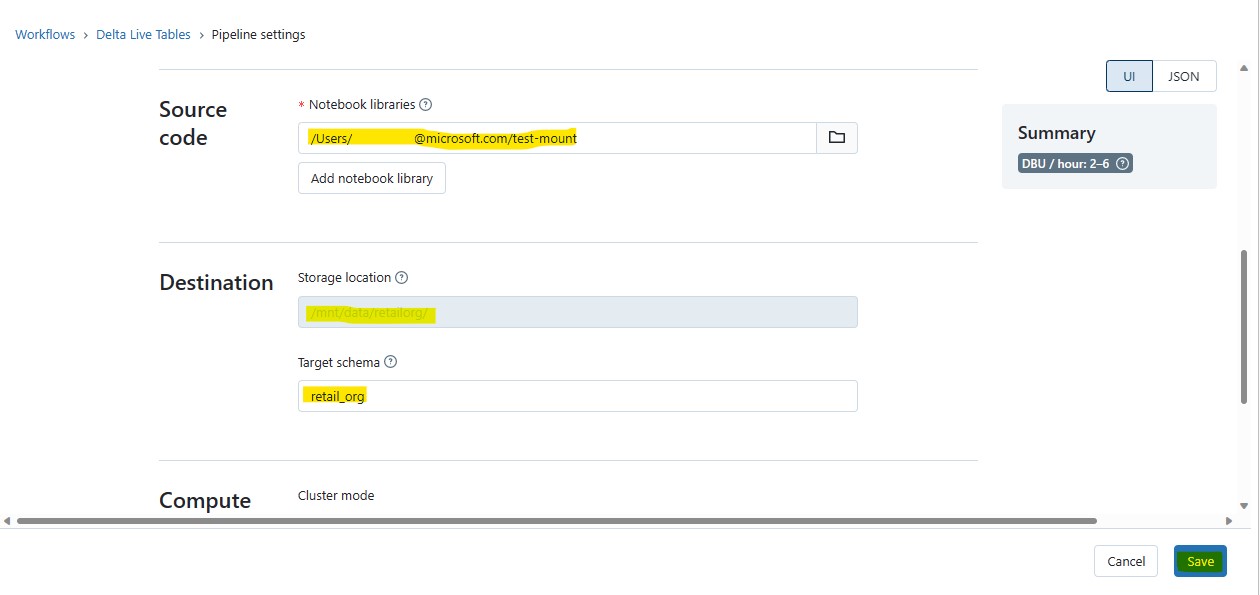 Workflows › Delta Live Tables › Pipeline settings
UI JSON
Source code
* Notebook libraries ?
/Users/ @microsoft.com/test-mount
Add notebook library
Summary
DBU / hour: 2–6 ?
Destination
Storage location ?
/mnt/data/retailorg/
Target schema ?
retail_org
Compute
Cluster mode
Cancel Save